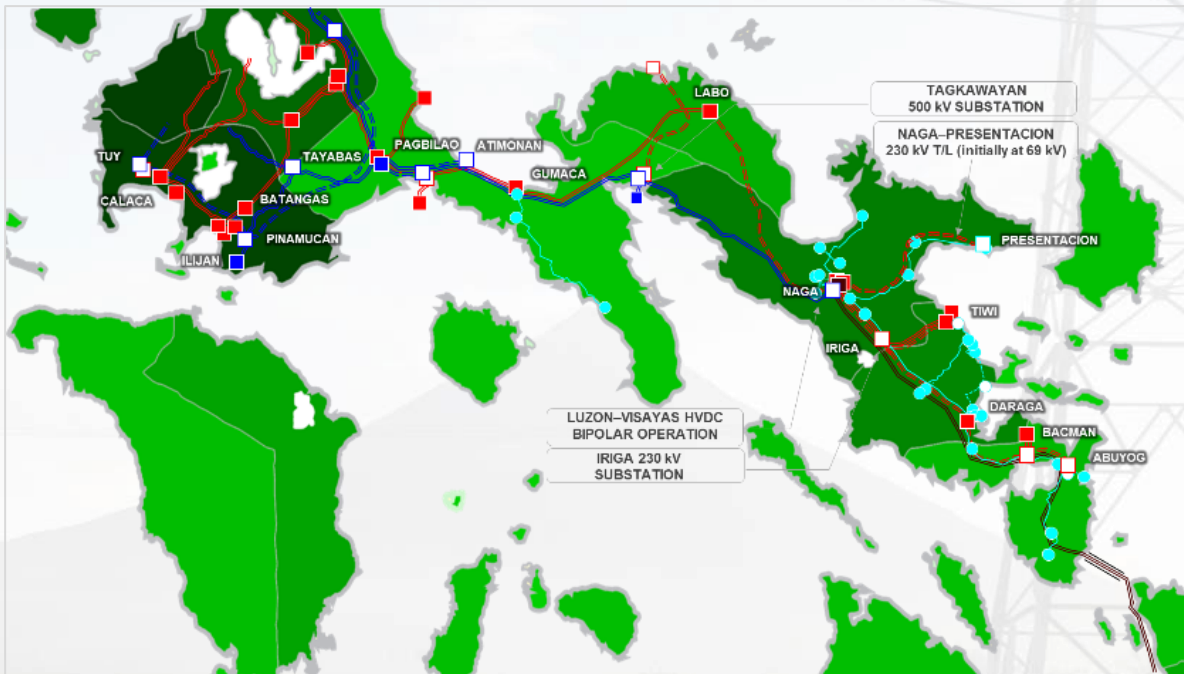 LABO
TAGKAWAYAN
500 kV SUBSTATION
NAGA–PRESENTACION
230 kV T/L (initially at 69 kV)
TUY
TAYABAS
PAGBILAO
ATIMONAN
GUMACA
CALACA
BATANGAS
PINAMUCAN
ILIJAN
PRESENTACION
NAGA
TIWI
IRIGA
DARAGA
LUZON–VISAYAS HVDC
BIPOLAR OPERATION
BACMAN
ABUYOG
IRIGA 230 kV
SUBSTATION